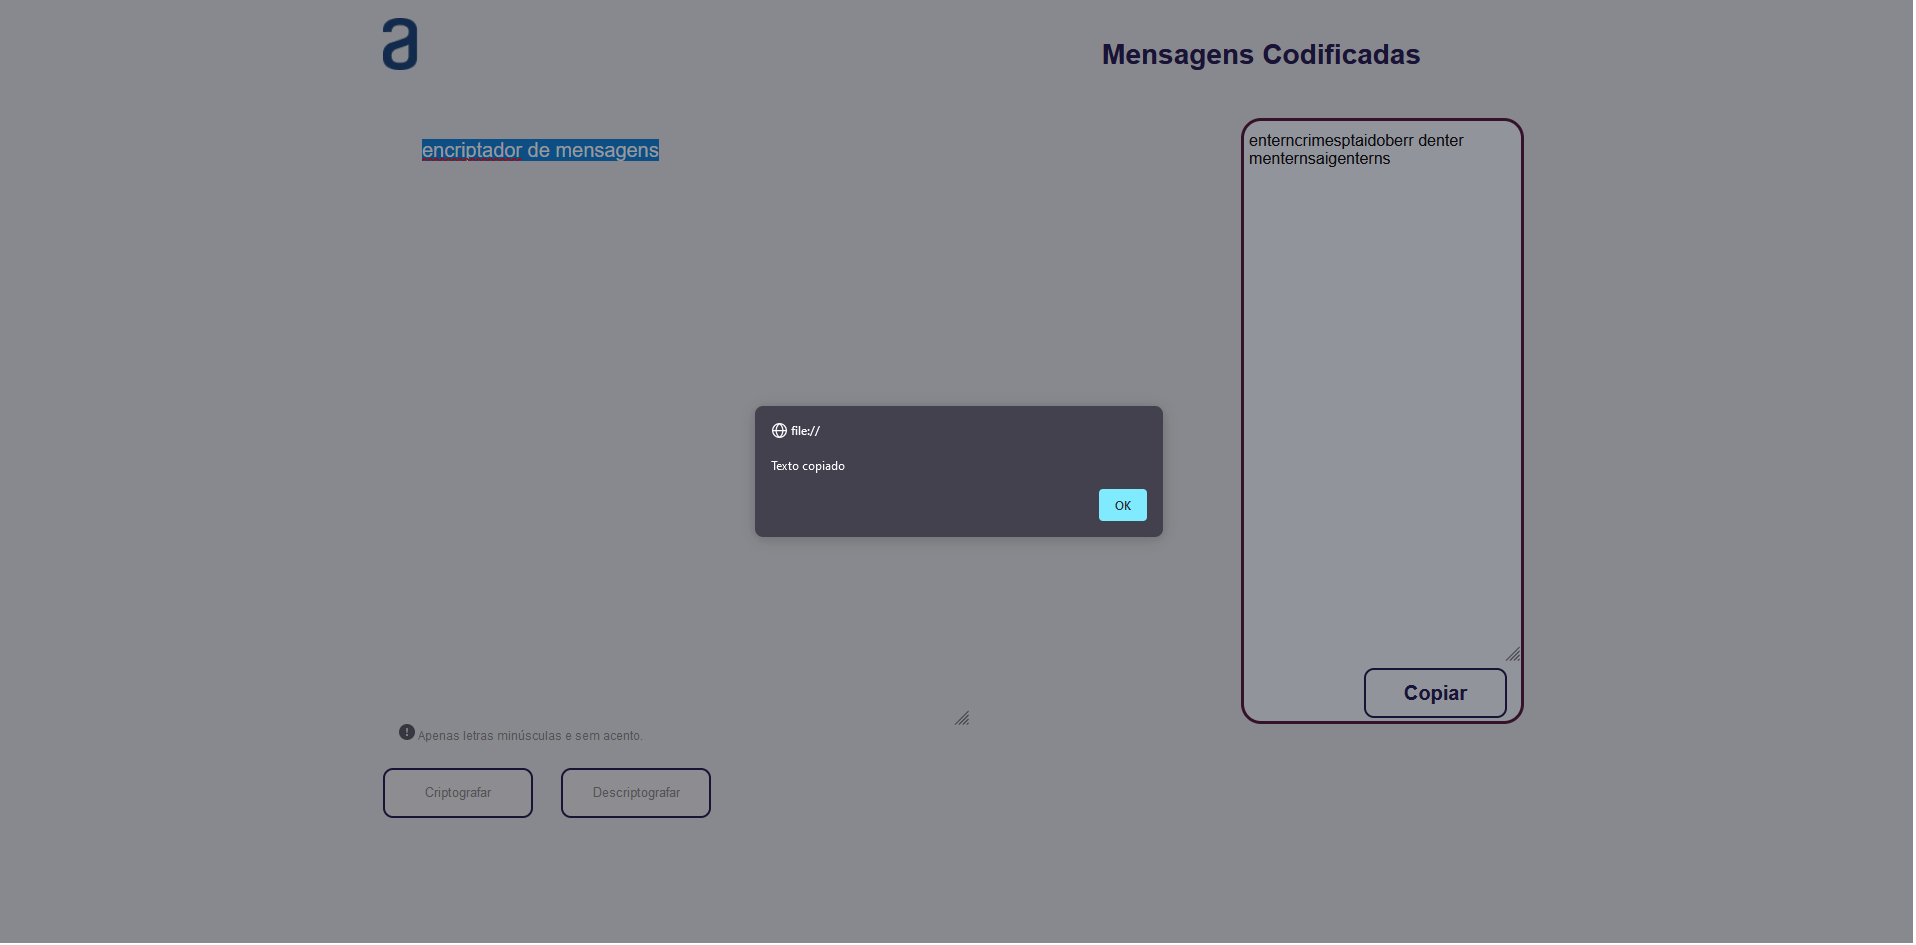 a
Mensagens Codificadas
encriptador de mensagens
enterncrimesptaidoberr denter
menternsaigenterns
file://
Texto copiado
OK
Copiar
Apenas letras minúsculas e sem acento.
Criptografar
Descriptografar